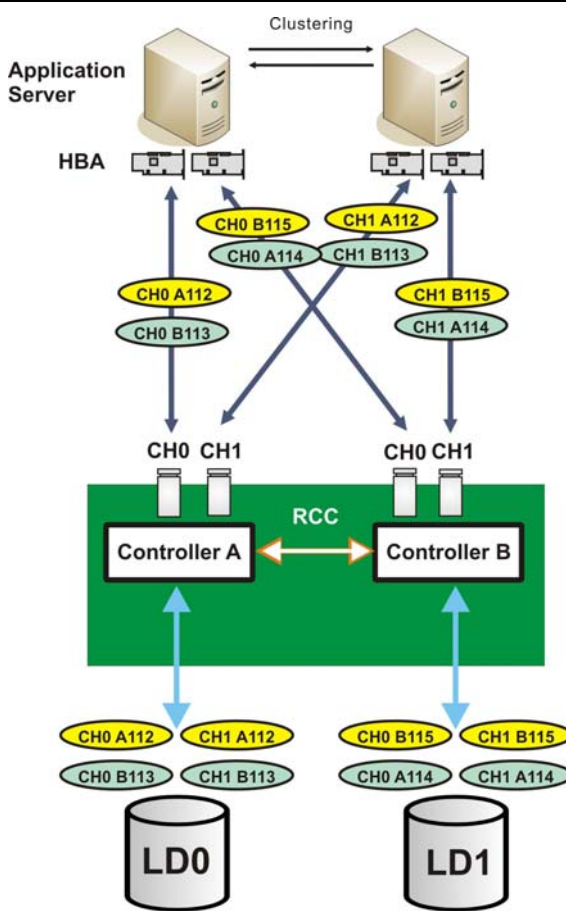 Clustering
Application
Server
HBA
CH0 B115
CH1 A112
CH0 A114
CH1 B113
CH0 A112
CH1 B115
CH0 B113
CH1 A114
CH0 CH1
CH0 CH1
RCC
Controller A
Controller B
CH0 A112
CH1 A112
CH0 B115
CH1 B115
CH0 B113
CH1 B113
CH0 A114
CH1 A114
LD0
LD1